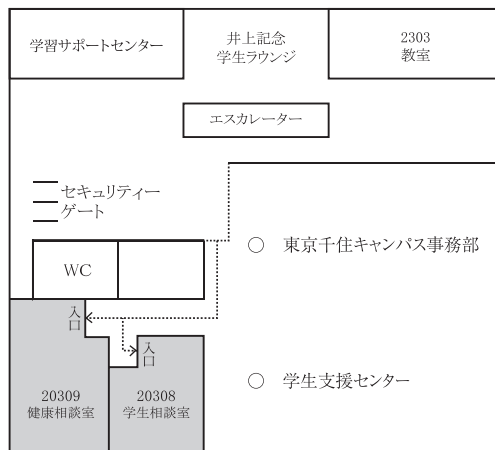 学習サポートセンター
井上記念
学生ラウンジ
2303
教室
エスカレーター
セキュリティー
ゲート
東京千住キャンパス事務部
WC
入口
入口
学生支援センター
20309
健康相談室
20308
学生相談室